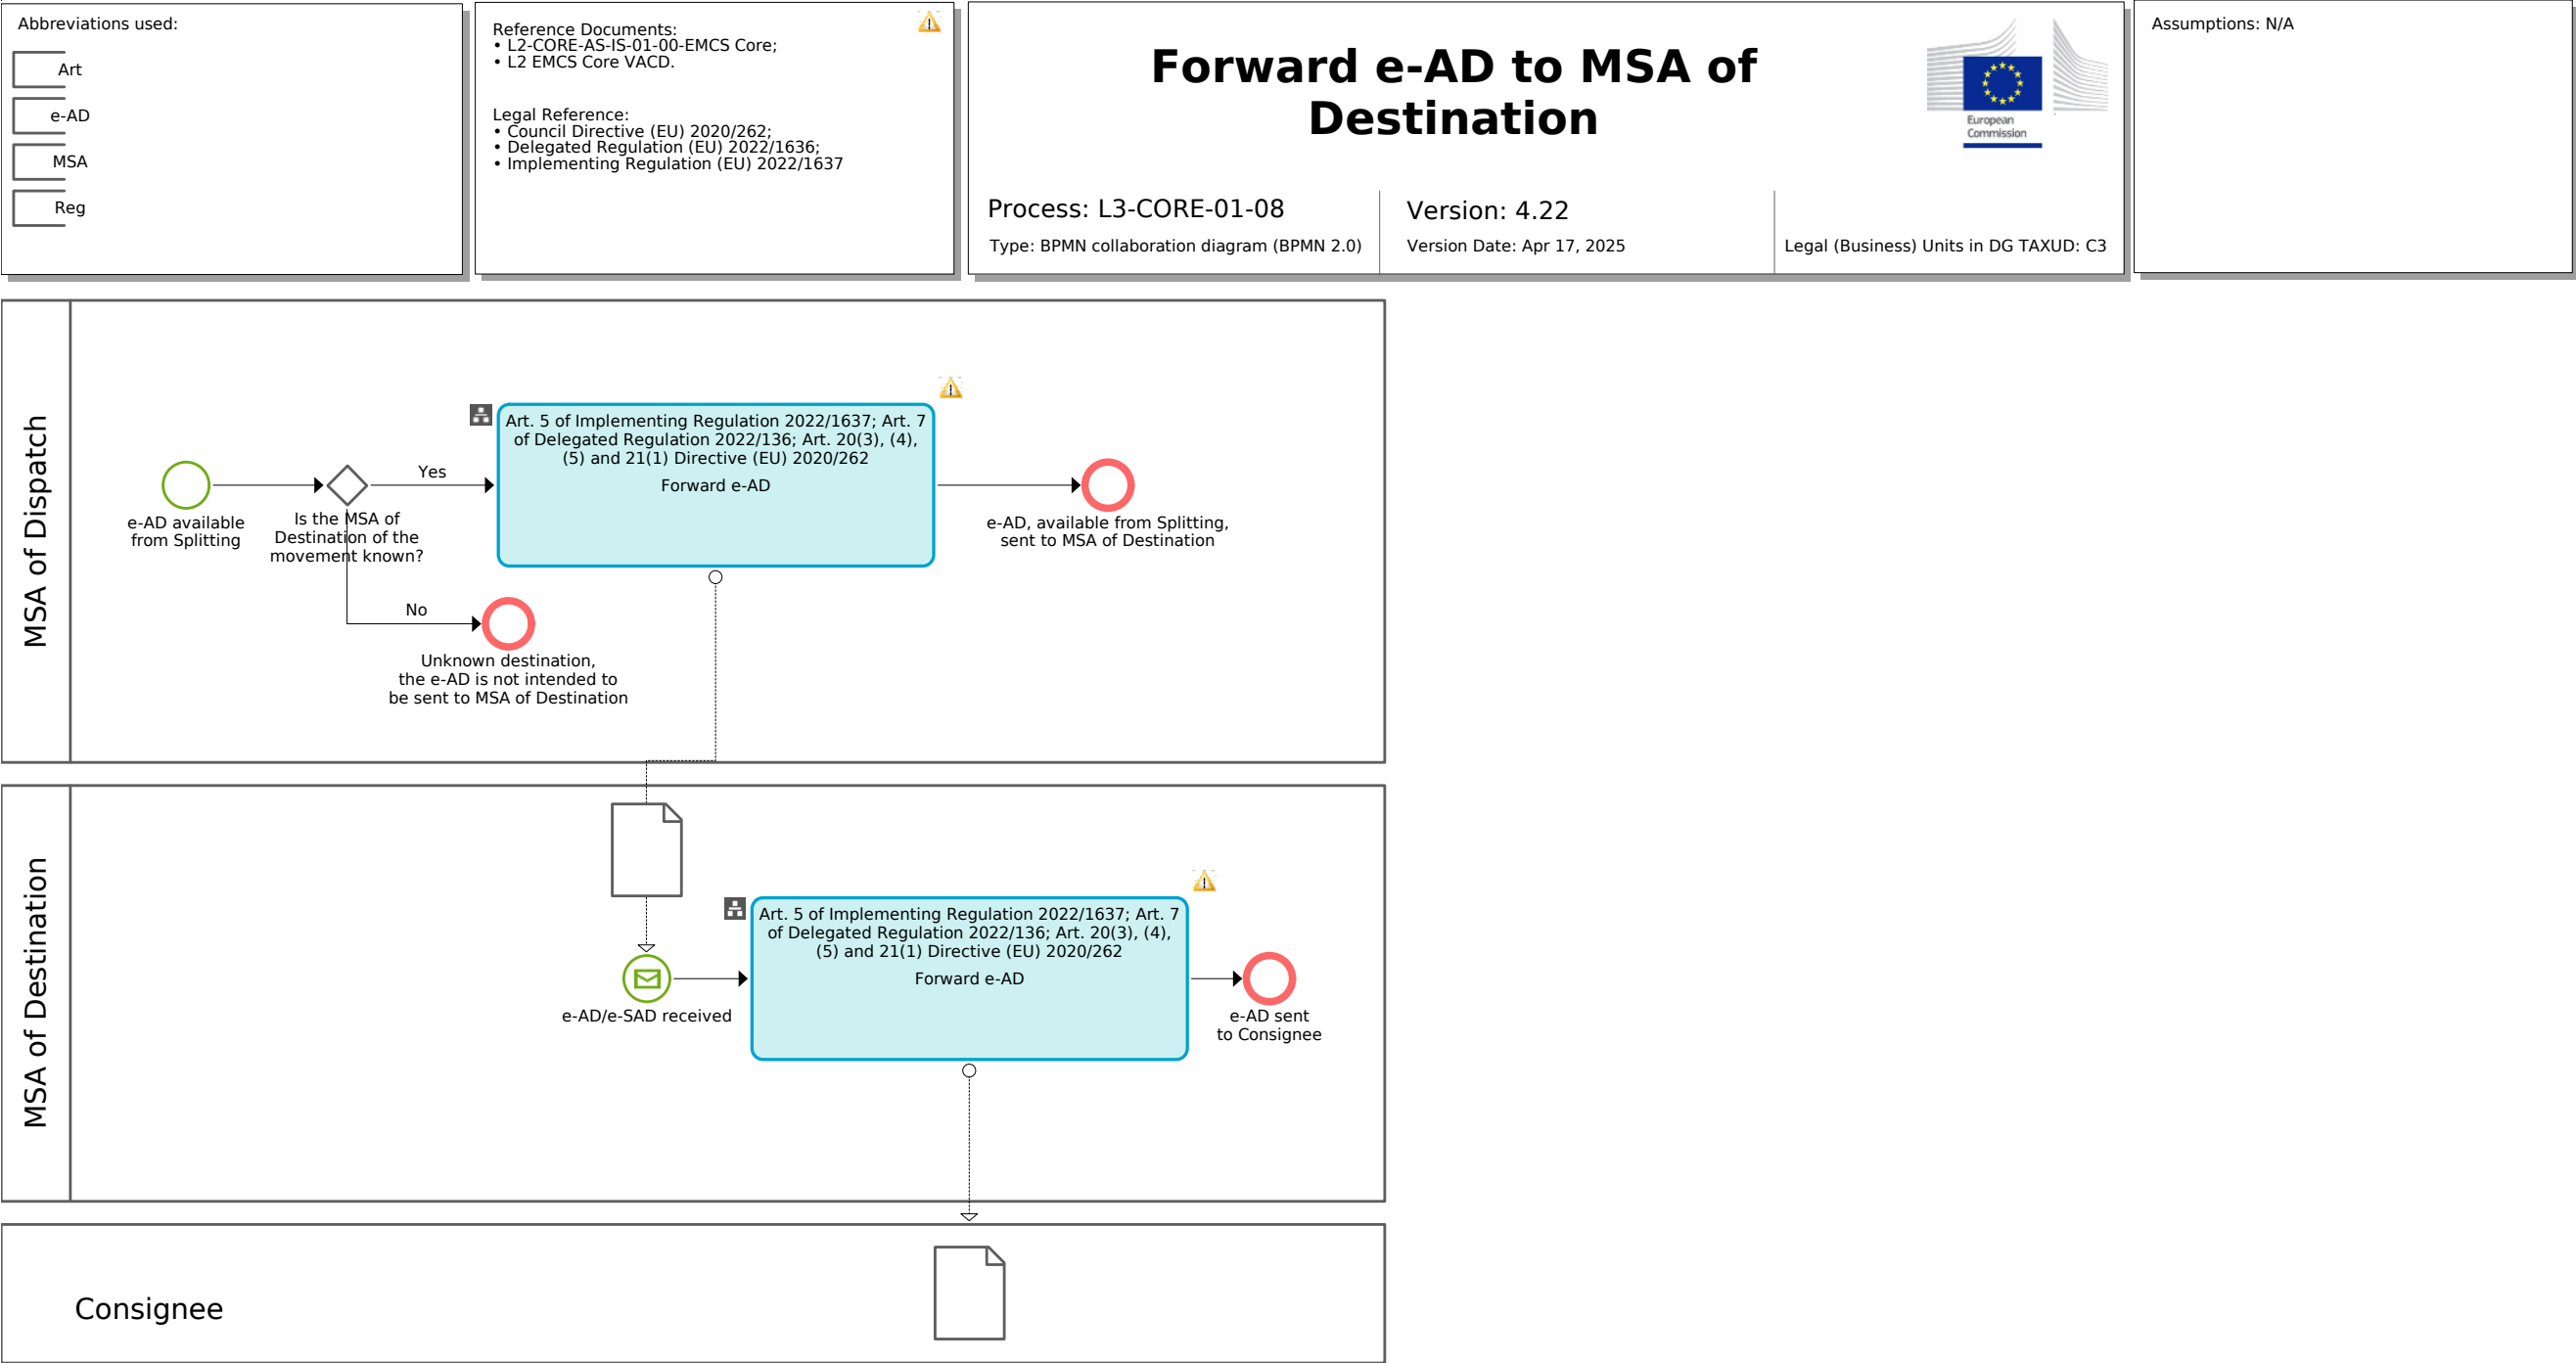 Abbreviations used:
Art
e-AD
MSA
Reg
Reference Documents:
• L2-CORE-AS-IS-01-00-EMCS Core;
• L2 EMCS Core VACD.
Legal Reference:
• Council Directive (EU) 2020/262;
• Delegated Regulation (EU) 2022/1636;
• Implementing Regulation (EU) 2022/1637
Forward e-AD to MSA of
Destination
European
Commission
Process: L3-CORE-01-08
Version: 4.22
Type: BPMN collaboration diagram (BPMN 2.0)
Version Date: Apr 17, 2025
Legal (Business) Units in DG TAXUD: C3
Assumptions: N/A
MSA of Dispatch
e-AD available
from Splitting
Is the MSA of
Destination of the
movement known?
Yes
No
Art. 5 of Implementing Regulation 2022/1637; Art. 7
of Delegated Regulation 2022/136; Art. 20(3), (4),
(5) and 21(1) Directive (EU) 2020/262
Forward e-AD
e-AD, available from Splitting,
sent to MSA of Destination
Unknown destination,
the e-AD is not intended to
be sent to MSA of Destination
MSA of Destination
e-AD/e-SAD received
Art. 5 of Implementing Regulation 2022/1637; Art. 7
of Delegated Regulation 2022/136; Art. 20(3), (4),
(5) and 21(1) Directive (EU) 2020/262
Forward e-AD
e-AD sent
to Consignee
Consignee